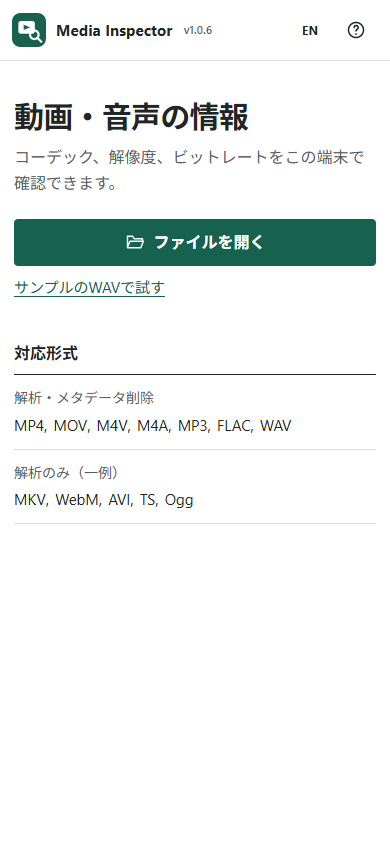 Media Inspector v1.0.6 EN
動画・音声の情報
コーデック、解像度、ビットレートをこの端末で
確認できます。
ファイルを開く
サンプルのWAVで試す
対応形式
解析・メタデータ削除
MP4, MOV, M4V, M4A, MP3, FLAC, WAV
解析のみ（一例）
MKV, WebM, AVI, TS, Ogg